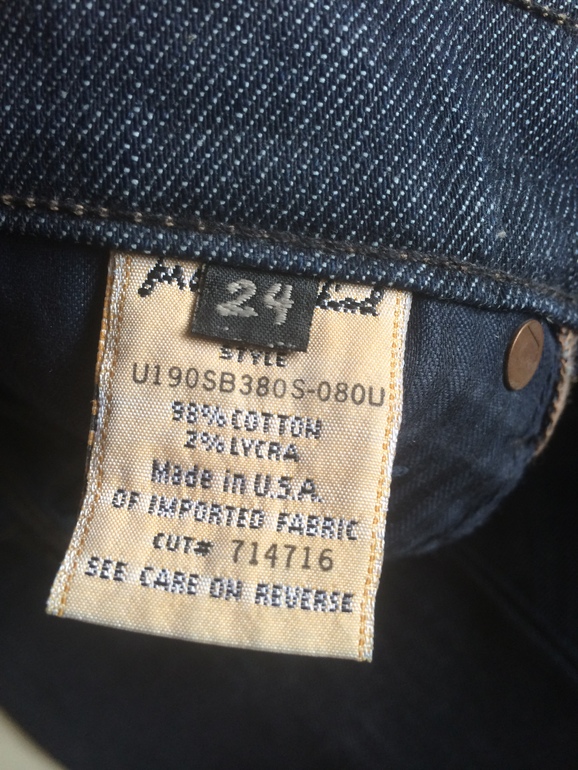 24
STYLE
U190SB380S-080U
98% COTTON
2% LYCRA
Made in U.S.A.
OF IMPORTED FABRIC
CUT# 714716
SEE CARE ON REVERSE